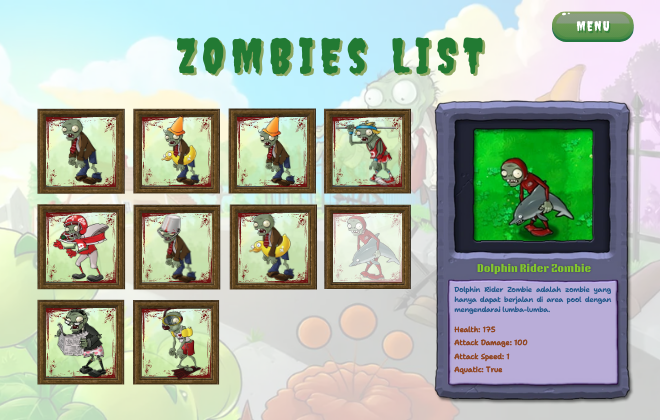 MENU
ZOMBIES LIST
Dolphin Rider Zombie
Dolphin Rider Zombie adalah zombie yang
hanya dapat berjalan di area pool dengan
mengendarai lumba-lumba.
Health: 175
Attack Damage: 100
Attack Speed: 1
Aquatic: True